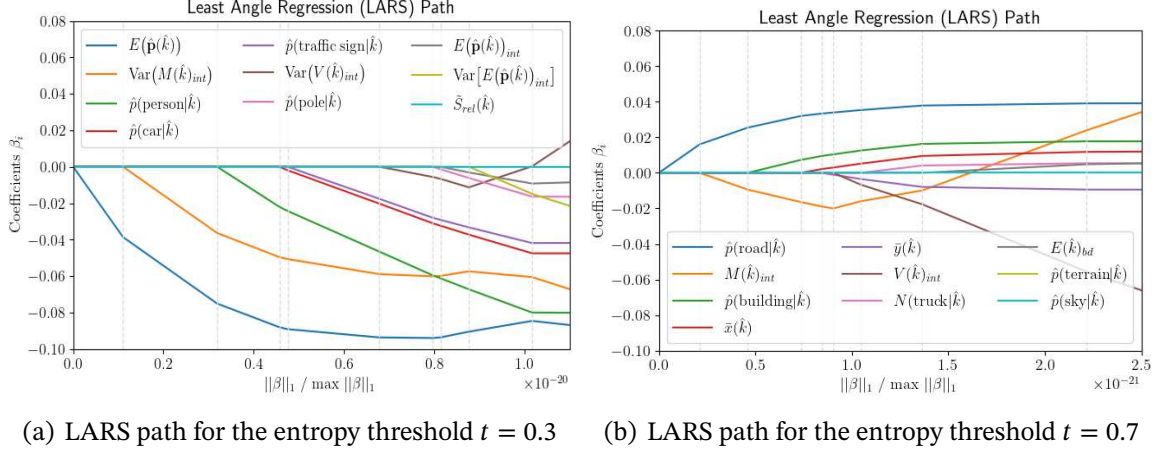 Least Angle Regression (LARS) Path
0.08
0.06
0.04
0.02
0.00
−0.02
−0.04
−0.06
−0.08
−0.10
Coefficients βᵢ
E(p̂(k̂))
Var(M(k̂)ᵢₙₜ)
p̂(person|k̂)
p̂(car|k̂)
p̂(traffic sign|k̂)
Var(V(k̂)ᵢₙₜ)
p̂(pole|k̂)
E(p̂(k̂))ᵢₙₜ
Var[E(p̂(k̂))ᵢₙₜ]
S̃ᵣₑₗ(k̂)
0.0 0.2 0.4 0.6 0.8 1.0
||β||₁ / max ||β||₁
×10⁻²⁰
Least Angle Regression (LARS) Path
0.08
0.06
0.04
0.02
0.00
−0.02
−0.04
−0.06
−0.08
−0.10
Coefficients βᵢ
p̂(road|k̂)
M(k̂)ᵢₙₜ
p̂(building|k̂)
x̄(k̂)
ȳ(k̂)
V(k̂)ᵢₙₜ
N(truck|k̂)
E(k̂)bd
p̂(terrain|k̂)
p̂(sky|k̂)
0.0 0.5 1.0 1.5 2.0 2.5
||β||₁ / max ||β||₁
×10⁻²¹
(a) LARS path for the entropy threshold t = 0.3
(b) LARS path for the entropy threshold t = 0.7